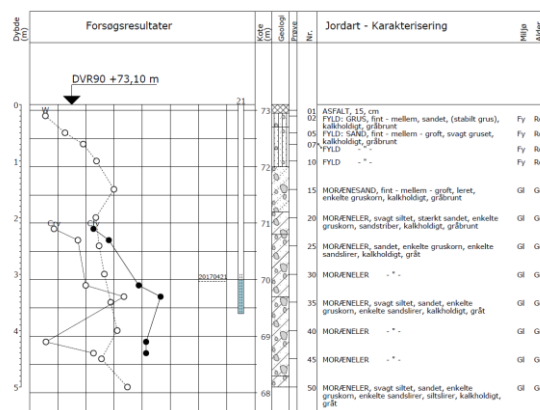 Dybde (m)
Forsøgsresultater
Kote (m)
Geologi
Prøve
Nr.
Jordart - Karakterisering
Miljø
Alder
DVR90 +73,10 m
21
W
0
1
2
3
4
5
Cv
20170421
73
72
71
70
69
68
01 ASFALT, 15, cm
02 FYLD: GRUS, fint - mellem, sandet, (stabilt grus),
kalkholdigt, gråbrunt Fy Re
05 FYLD: SAND, fint - mellem - groft, svagt gruset,
kalkholdigt, gråbrunt Fy Re
07 FYLD - " - Fy Re
10 FYLD - " - Fy Re
15 MORÆNESAND, fint - mellem - groft, leret, Gl G
enkelte gruskorn, kalkholdigt, gråbrunt
20 MORÆNELER, svagt siltet, stærkt sandet, enkelte Gl G
gruskorn, sandstriber, kalkholdigt, gråbrunt
25 MORÆNELER, sandet, enkelte gruskorn, enkelte Gl G
sandslirer, kalkholdigt, gråt
30 MORÆNELER - " - Gl G
35 MORÆNELER, svagt siltet, sandet, enkelte Gl G
gruskorn, enkelte sandslirer, kalkholdigt, gråt
40 MORÆNELER - " - Gl G
45 MORÆNELER - " - Gl G
50 MORÆNELER, svagt siltet, sandet, enkelte Gl G
gruskorn, enkelte sandslirer, siltslirer, kalkholdigt,
gråt